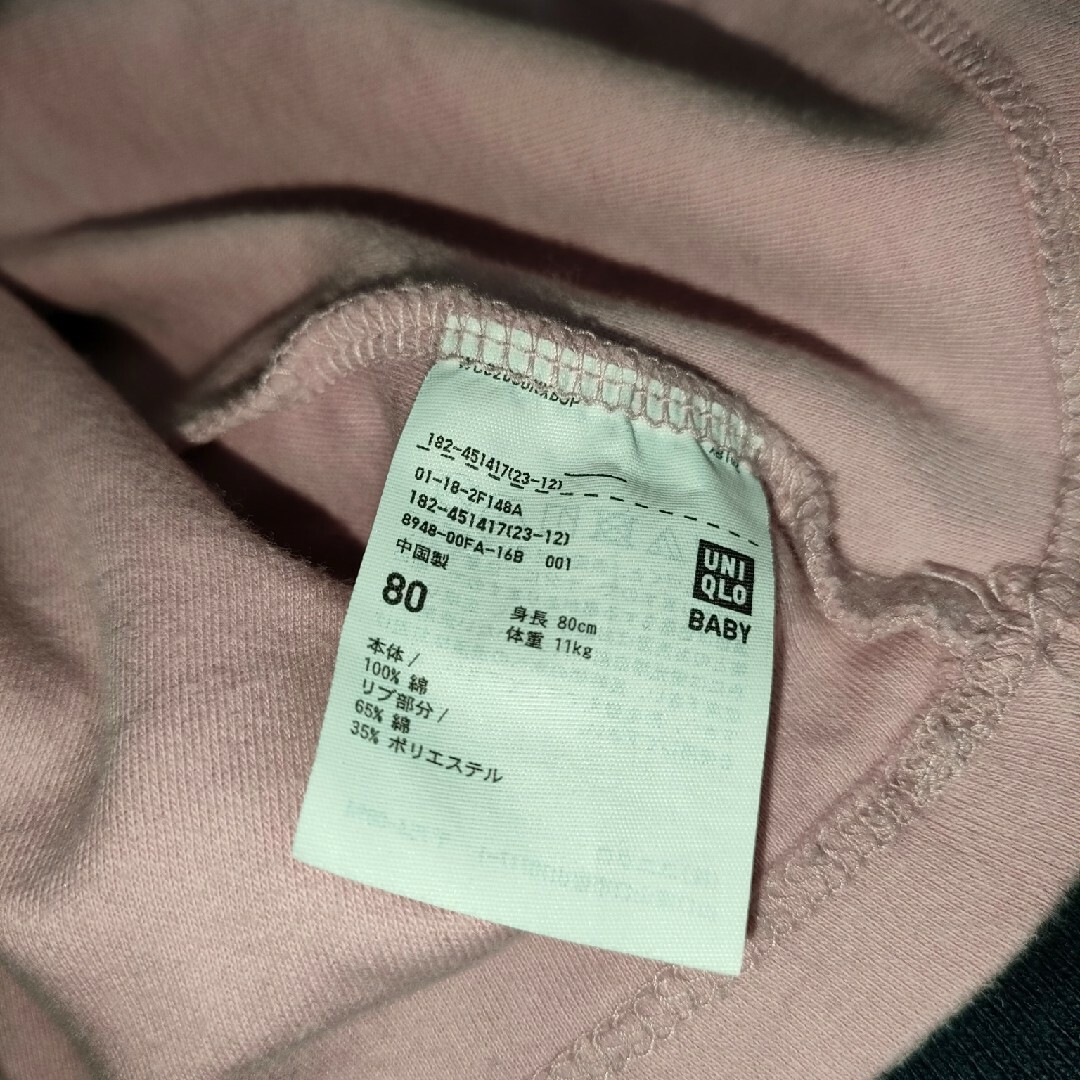 182-451417(23-12)
01-18-2F148A
182-451417(23-12)
8948-00FA-16B 001
中国製
80
身長 80cm
体重 11kg
UNI
QLO
BABY
本体/
100% 綿
リブ部分/
65% 綿
35% ポリエステル